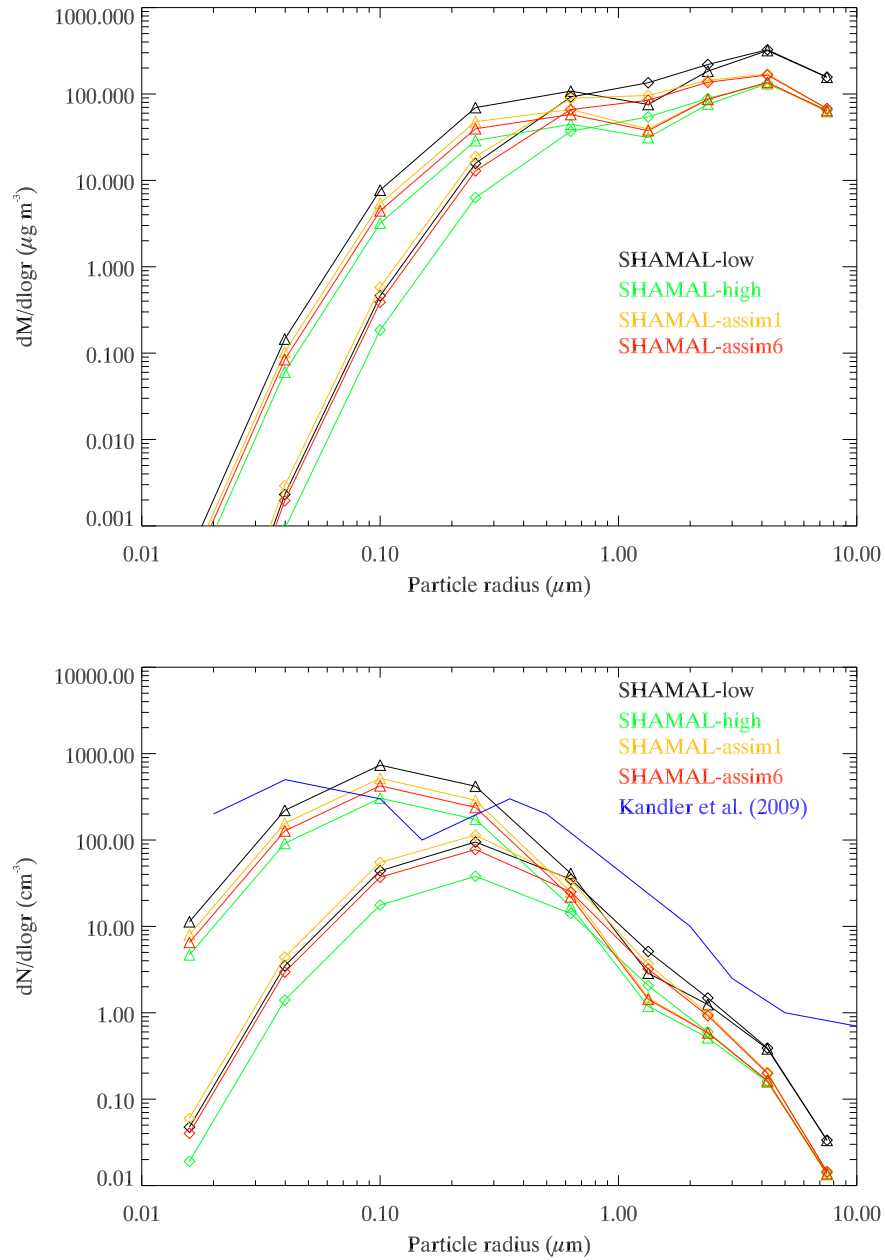 1000.000
100.000
10.000
1.000
0.100
0.010
0.001
dM/dlogr (μg m⁻³)
SHAMAL-low
SHAMAL-high
SHAMAL-assim1
SHAMAL-assim6
0.01 0.10 1.00 10.00
Particle radius (μm)
10000.00
1000.00
100.00
10.00
1.00
0.10
0.01
dN/dlogr (cm⁻³)
SHAMAL-low
SHAMAL-high
SHAMAL-assim1
SHAMAL-assim6
Kandler et al. (2009)
0.01 0.10 1.00 10.00
Particle radius (μm)